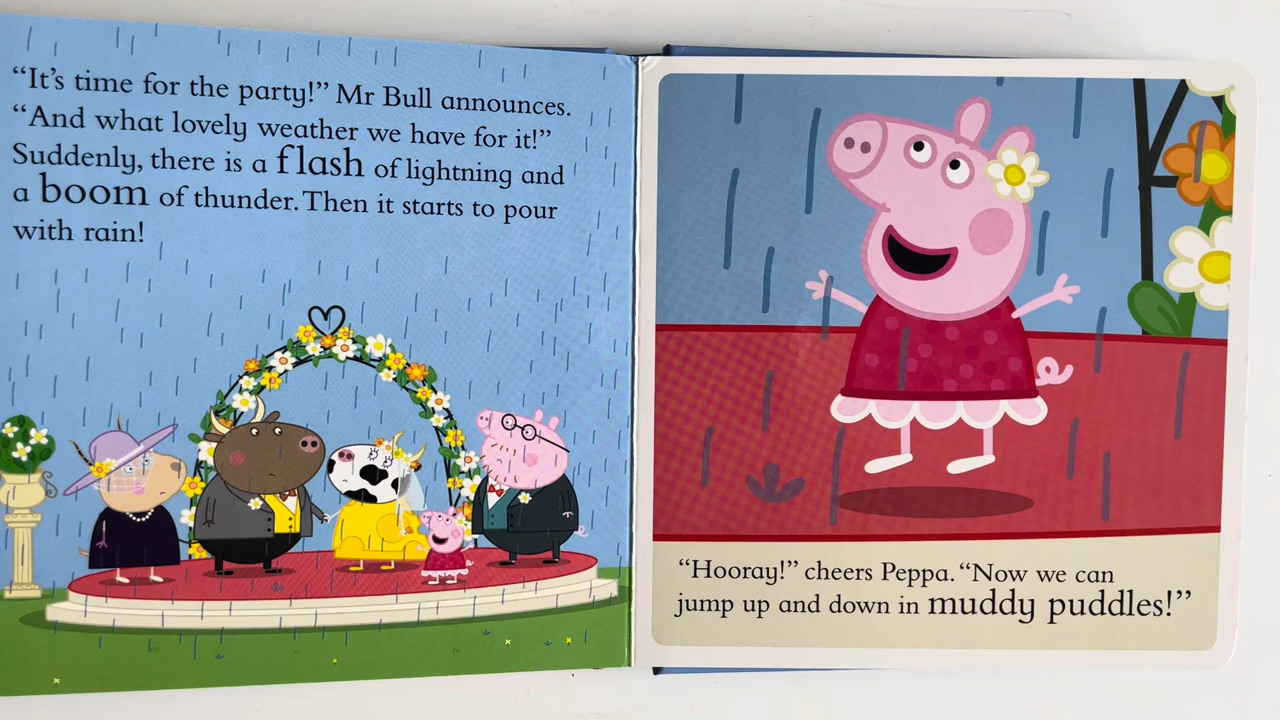 “It’s time for the party!” Mr Bull announces.
“And what lovely weather we have for it!”
Suddenly, there is a flash of lightning and
a boom of thunder. Then it starts to pour
with rain!
“Hooray!” cheers Peppa. “Now we can
jump up and down in muddy puddles!”